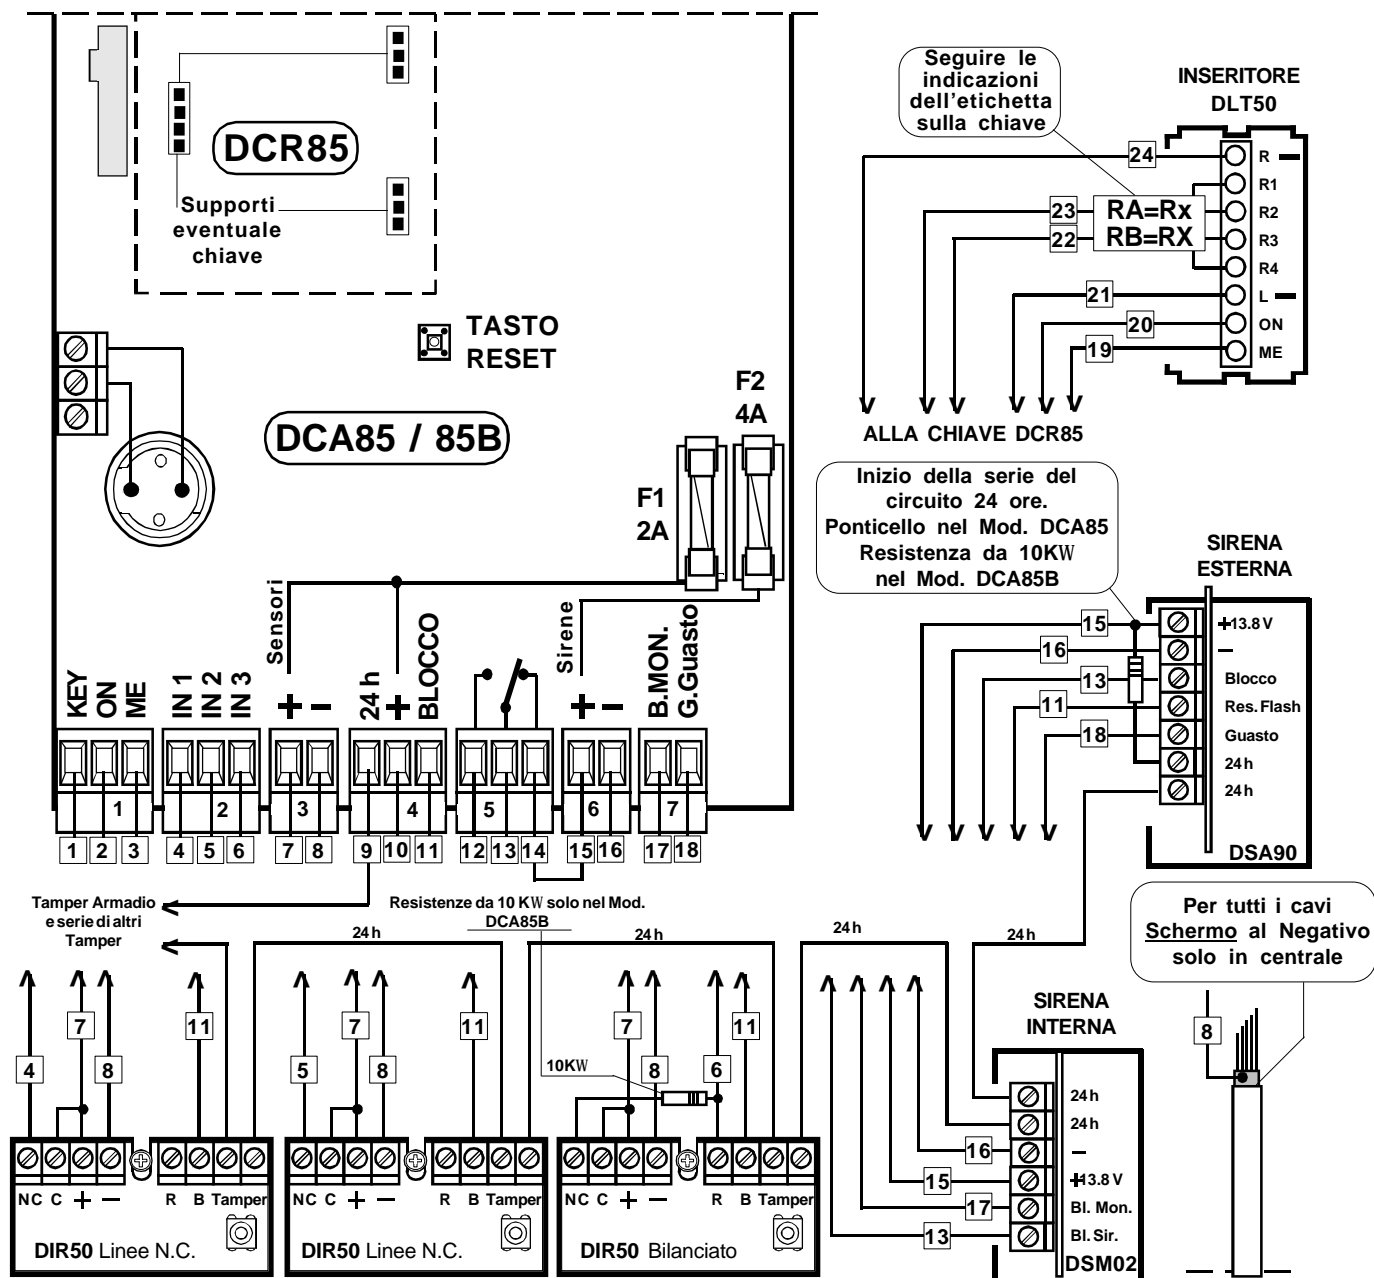 DCR85
Supporti
eventuale
chiave
TASTO
RESET
DCA85 / 85B
F1
2A
F2
4A
Sensori
+ −
Sirene
+ −
KEY
ON
ME
IN 1
IN 2
IN 3
24 h
+
BLOCCO
B.MON.
G.Guasto
1 2 3 4 5 6 7
1 2 3 4 5 6 7 8 9 10 11 12 13 14 15 16 17 18
Seguire le
indicazioni
dell'etichetta
sulla chiave
INSERITORE
DLT50
24
23
22
21
20
19
RA=Rx
RB=RX
R −
R1
R2
R3
R4
L −
ON
ME
ALLA CHIAVE DCR85
Inizio della serie del
circuito 24 ore.
Ponticello nel Mod. DCA85
Resistenza da 10KW
nel Mod. DCA85B
SIRENA
ESTERNA
15
16
13
11
18
+13.8 V
−
Blocco
Res. Flash
Guasto
24 h
24 h
DSA90
Tamper Armadio
e serie di altri
Tamper
Resistenze da 10 KW solo nel Mod.
DCA85B
24 h
24 h
24 h
24 h
Per tutti i cavi
Schermo al Negativo
solo in centrale
8
4
7
8
11
5
7
8
11
10KW
7
8
6
11
NC C + −
R B Tamper
DIR50 Linee N.C.
NC C + −
R B Tamper
DIR50 Linee N.C.
NC C + −
R B Tamper
DIR50 Bilanciato
SIRENA
INTERNA
16
15
17
13
24 h
24 h
−
+13.8 V
Bl. Mon.
Bl. Sir.
DSM02